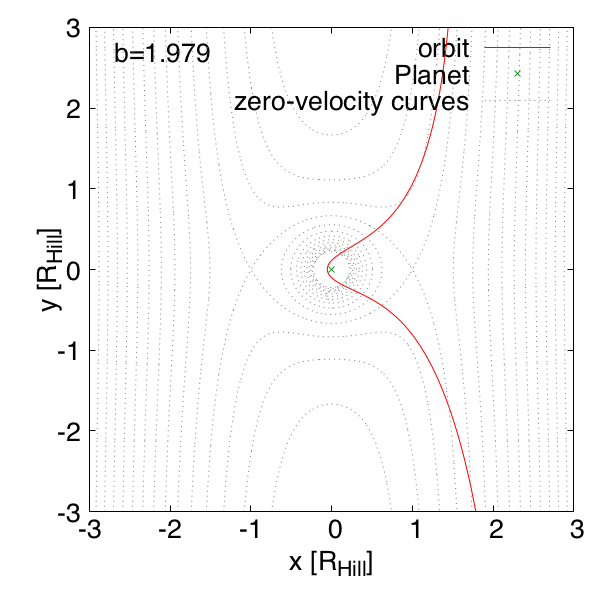 b=1.979
orbit
Planet
zero-velocity curves
3
2
1
0
-1
-2
-3
y [R_Hill]
-3 -2 -1 0 1 2 3
x [R_Hill]